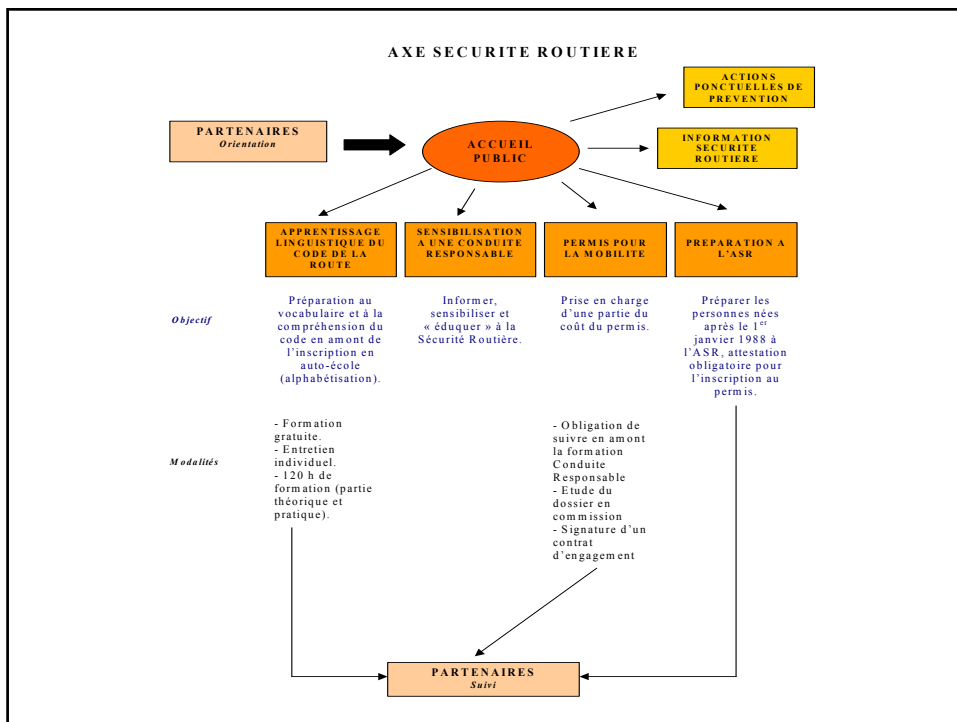 AXE SECURITE ROUTIERE
ACTIONS
PONCTUELLES DE
PREVENTION
PARTENAIRES
Orientation
ACCUEIL
PUBLIC
INFORMATION
SECURITE
ROUTIERE
APPRENTISSAGE
LINGUISTIQUE DU
CODE DE LA
ROUTE
SENSIBILISATION
A UNE CONDUITE
RESPONSABLE
PERMIS POUR
LA MOBILITE
PREPARATION A
L'ASR
Objectif
Préparation au
vocabulaire et à la
compréhension du
code en amont de
l'inscription en
auto-école
(alphabétisation).
Informer,
sensibiliser et
« éduquer » à la
Sécurité Routière.
Prise en charge
d'une partie du
coût du permis.
Préparer les
personnes nées
après le 1er
janvier 1988 à
l'ASR, attestation
obligatoire pour
l'inscription au
permis.
Modalités
- Formation
gratuite.
- Entretien
individuel.
- 120 h de
formation (partie
théorique et
pratique).
- Obligation de
suivre en amont
la formation
Conduite
Responsable
- Etude du
dossier en
commission
- Signature d'un
contrat
d'engagement
PARTENAIRES
Suivi